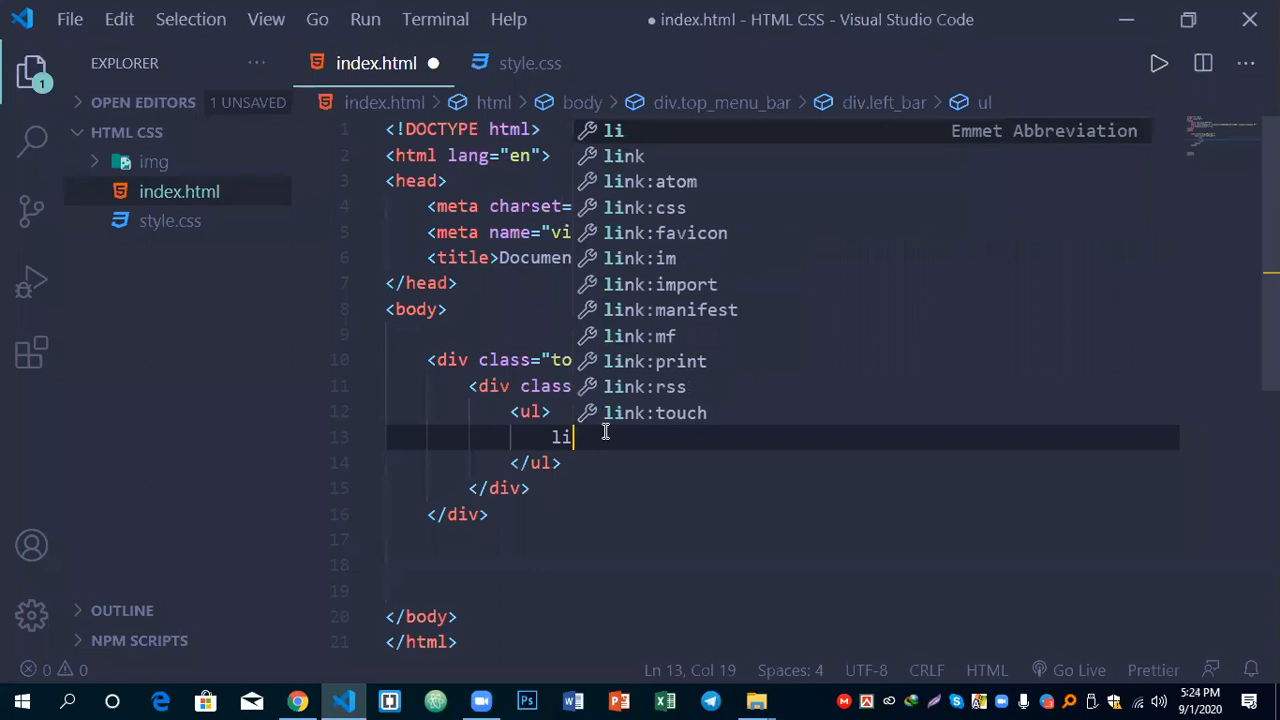 File Edit Selection View Go Run Terminal Help
● index.html - HTML CSS - Visual Studio Code
EXPLORER ···
index.html ●
style.css
1
OPEN EDITORS 1 UNSAVED
index.html > html > body > div.top_menu_bar > div.left_bar > ul
HTML CSS
img
index.html
style.css
1 <!DOCTYPE html>
2 <html lang="en">
3 <head>
4 <meta charset=
5 <meta name="vi
6 <title>Documen
7 </head>
8 <body>
9
10 <div class="to
11 <div class
12 <ul>
13 li
14 </ul>
15 </div>
16 </div>
17
18
19
20 </body>
21 </html>
li Emmet Abbreviation
link
link:atom
link:css
link:favicon
link:im
link:import
link:manifest
link:mf
link:print
link:rss
link:touch
OUTLINE
NPM SCRIPTS
0 0
Ln 13, Col 19 Spaces: 4 UTF-8 CRLF HTML Go Live Prettier
5:24 PM
9/1/2020